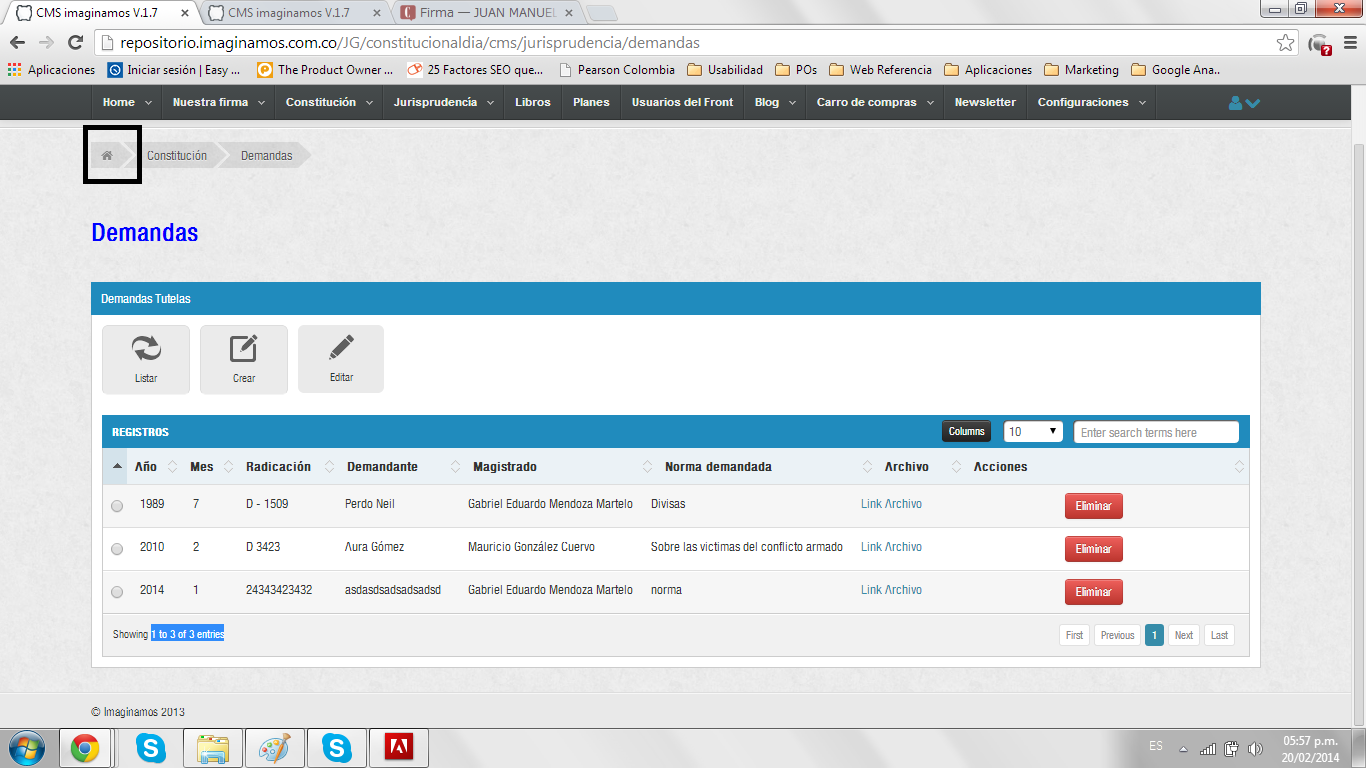 CMS imaginamos V.1.7 CMS imaginamos V.1.7 Firma — JUAN MANUEL
repositorio.imaginamos.com.co/JG/constitucionaldia/cms/jurisprudencia/demandas
Aplicaciones Iniciar sesión | Easy ... The Product Owner ... 25 Factores SEO que... Pearson Colombia Usabilidad POs Web Referencia Aplicaciones Marketing Google Ana..
Home Nuestra firma Constitución Jurisprudencía Libros Planes Usuarios del Front Blog Carro de compras Newsletter Configuraciones
Constitución Demandas
Demandas
Demandas Tutelas
Listar Crear Editar
REGISTROS Columns 10 Enter search terms here
Año Mes Radicación Demandante Magistrado Norma demandada Archivo Acciones
1989 7 D - 1509 Perdo Neil Gabriel Eduardo Mendoza Martelo Divisas Link Archivo Eliminar
2010 2 D 3423 Aura Gómez Mauricio González Cuervo Sobre las victimas del conflicto armado Link Archivo Eliminar
2014 1 24343423432 asdasdsadsadsadsd Gabriel Eduardo Mendoza Martelo norma Link Archivo Eliminar
Showing 1 to 3 of 3 entries First Previous 1 Next Last
© Imaginamos 2013
ES 05:57 p.m.
20/02/2014